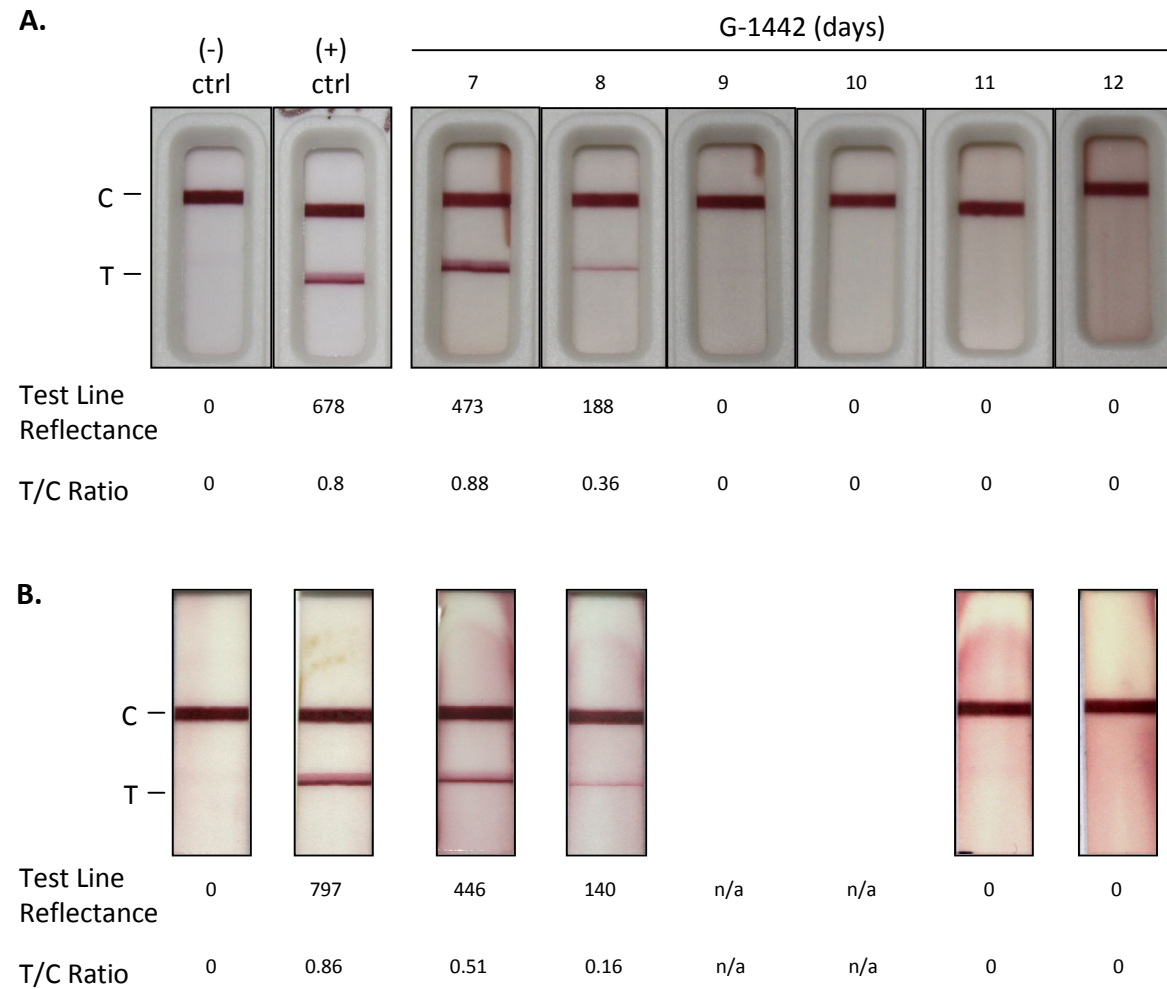 A.
G-1442 (days)
(-) ctrl
(+) ctrl
7 8 9 10 11 12
C –
T –
Test Line Reflectance
0 678 473 188 0 0 0 0
T/C Ratio
0 0.8 0.88 0.36 0 0 0 0
B.
C –
T –
Test Line Reflectance
0 797 446 140 n/a n/a 0 0
T/C Ratio
0 0.86 0.51 0.16 n/a n/a 0 0